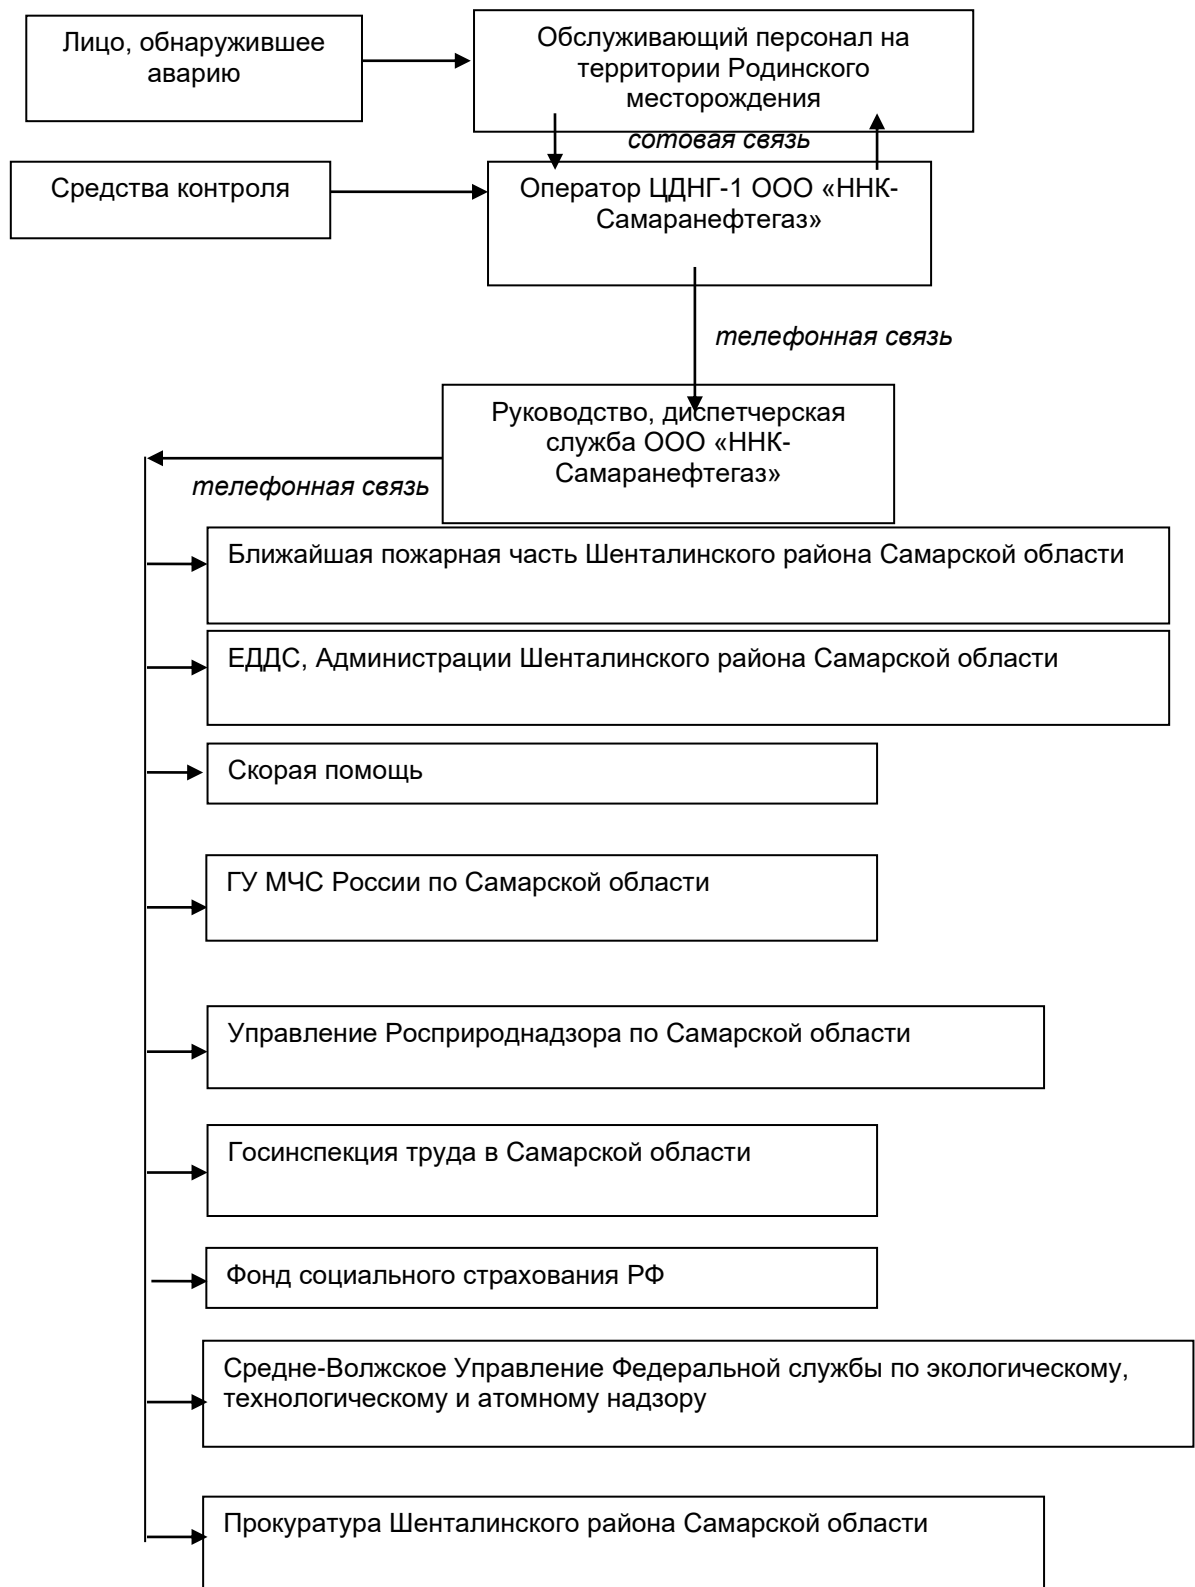 Лицо, обнаружившее
аварию
Обслуживающий персонал на
территории Родинского
месторождения
сотовая связь
Средства контроля
Оператор ЦДНГ-1 ООО «ННК-
Самаранефтегаз»
телефонная связь
Руководство, диспетчерская
служба ООО «ННК-
Самаранефтегаз»
телефонная связь
Ближайшая пожарная часть Шенталинского района Самарской области
ЕДДС, Администрации Шенталинского района Самарской области
Скорая помощь
ГУ МЧС России по Самарской области
Управление Росприроднадзора по Самарской области
Госинспекция труда в Самарской области
Фонд социального страхования РФ
Средне-Волжское Управление Федеральной службы по экологическому,
технологическому и атомному надзору
Прокуратура Шенталинского района Самарской области